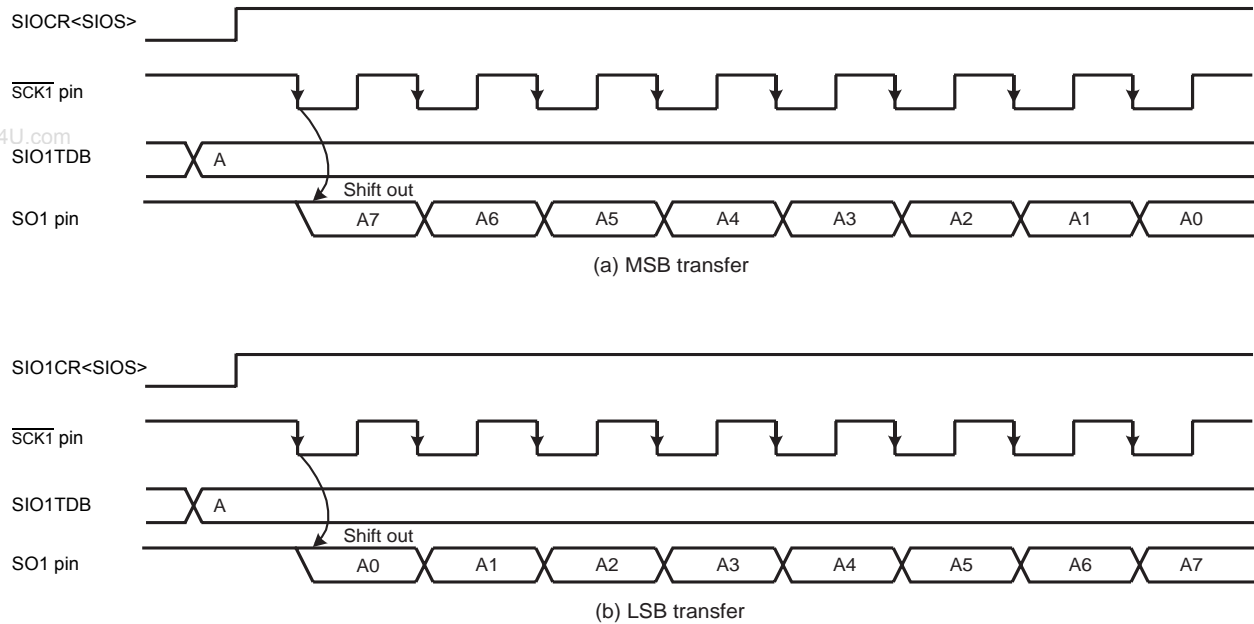 SIOCR<SIOS>
SCK1 pin
4U.com
SIO1TDB
A
Shift out
SO1 pin
A7 A6 A5 A4 A3 A2 A1 A0
(a) MSB transfer
SIO1CR<SIOS>
SCK1 pin
SIO1TDB
A
Shift out
SO1 pin
A0 A1 A2 A3 A4 A5 A6 A7
(b) LSB transfer